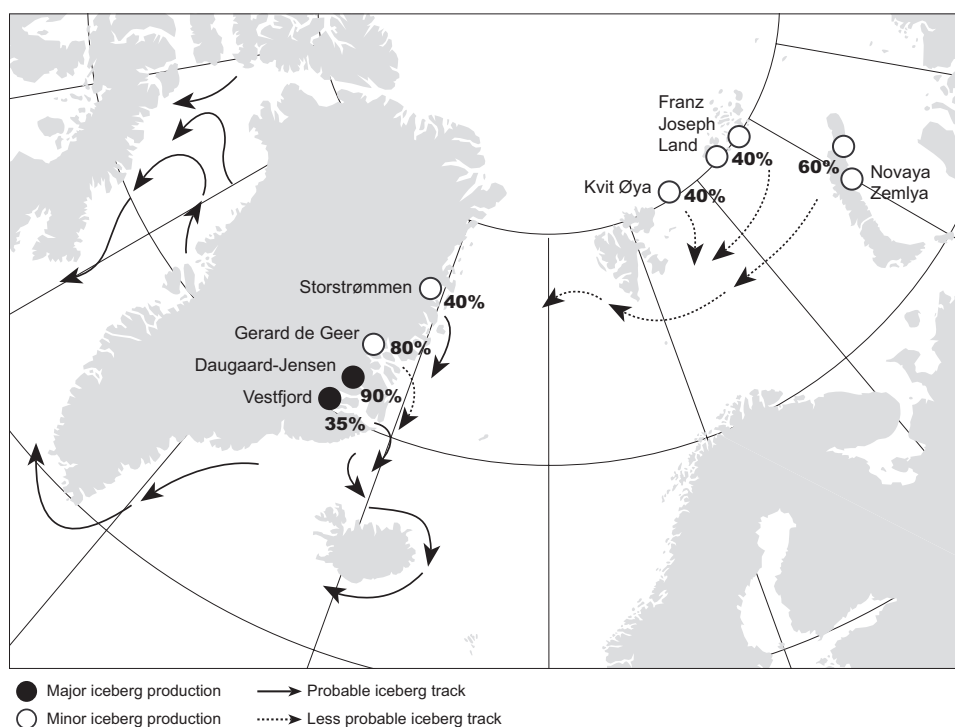 Franz
Joseph
Land
40%
60%
Novaya
Zemlya
Kvit Øya
40%
Storstrømmen
40%
Gerard de Geer
80%
Daugaard-Jensen
90%
Vestfjord
35%
Major iceberg production
Probable iceberg track
Minor iceberg production
Less probable iceberg track